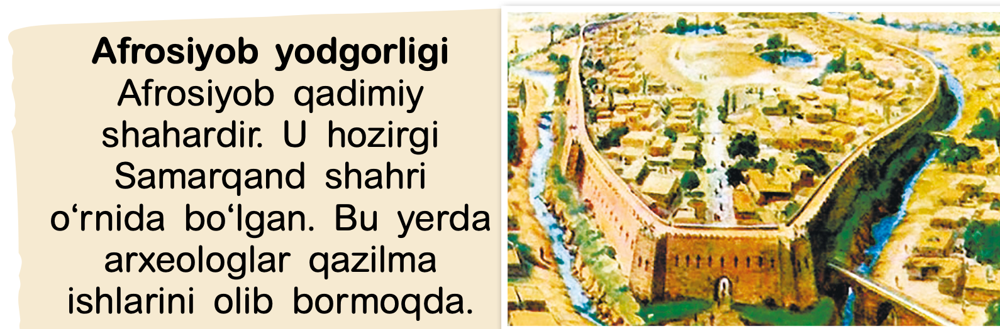 Afrosiyob yodgorligi
Afrosiyob qadimiy
shahardir. U hozirgi
Samarqand shahri
o‘rnida bo‘lgan. Bu yerda
arxeologlar qazilma
ishlarini olib bormoqda.